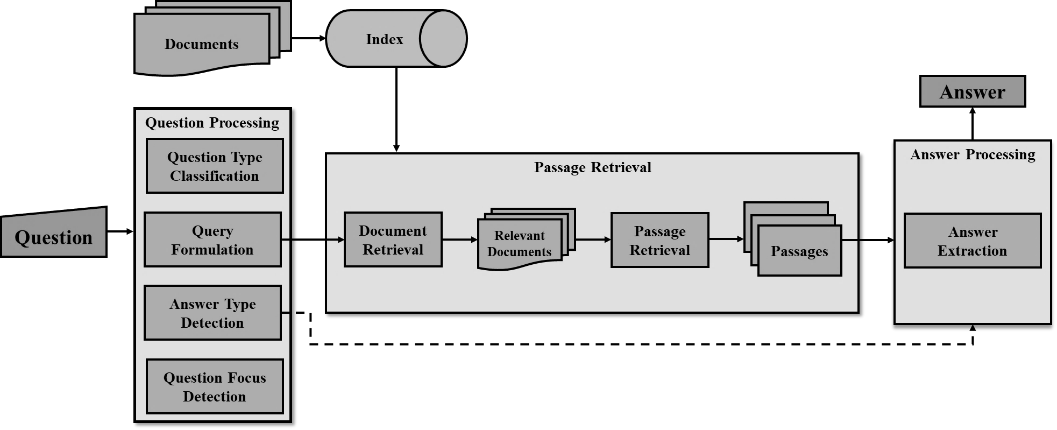 Documents
Index
Answer
Question Processing
Question Type
Classification
Query
Formulation
Answer Type
Detection
Question Focus
Detection
Question
Passage Retrieval
Document
Retrieval
Relevant
Documents
Passage
Retrieval
Passages
Answer Processing
Answer
Extraction